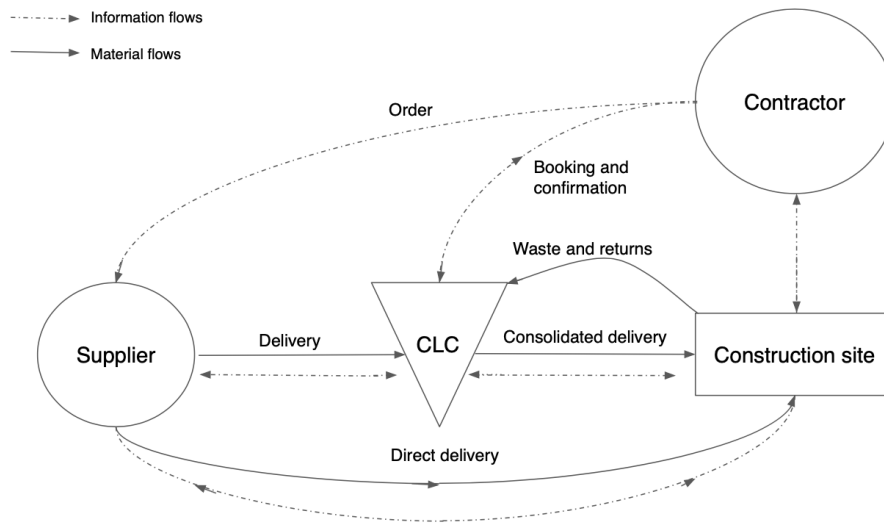 Information flows
Material flows
Contractor
Order
Booking and
confirmation
Waste and returns
Supplier
Delivery
CLC
Consolidated delivery
Construction site
Direct delivery